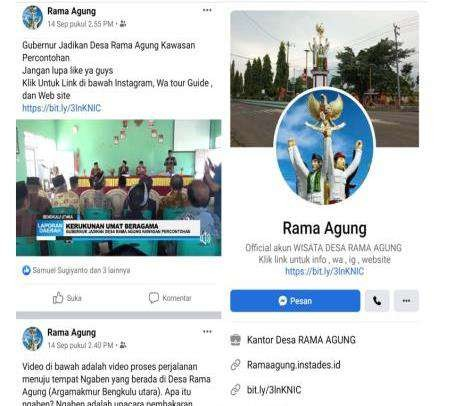 Rama Agung
14 Sep pukul 2.55 PM •
Gubernur Jadikan Desa Rama Agung Kawasan
Percontohan
Jangan lupa like ya guys
Klik Untuk Link di bawah Instagram, Wa tour Guide ,
dan Web site
https://bit.ly/3InKNIC
BENGKULU UTARA
LAPORAN
DAERAH
KERUKUNAN UMAT BERAGAMA
GUBERNUR JADIKAN DESA RAMA AGUNG KAWASAN PERCONTOHAN
Samuel Sugiyanto dan 3 lainnya
Suka
Komentar
Rama Agung
14 Sep pukul 2.40 PM •
Video di bawah adalah video proses perjalanan
menuju tempat Ngaben yang berada di Desa Rama
Agung (Argamakmur Bengkulu utara). Apa itu
ngaben? Ngaben adalah upacara pembakaran
Rama Agung
Official akun WISATA DESA RAMA AGUNG
Klik link untuk info , wa , ig , website
https://bit.ly/3InKNIC
Pesan
Kantor Desa RAMA AGUNG
Ramaagung.instades.id
bit.ly/3InKNIC